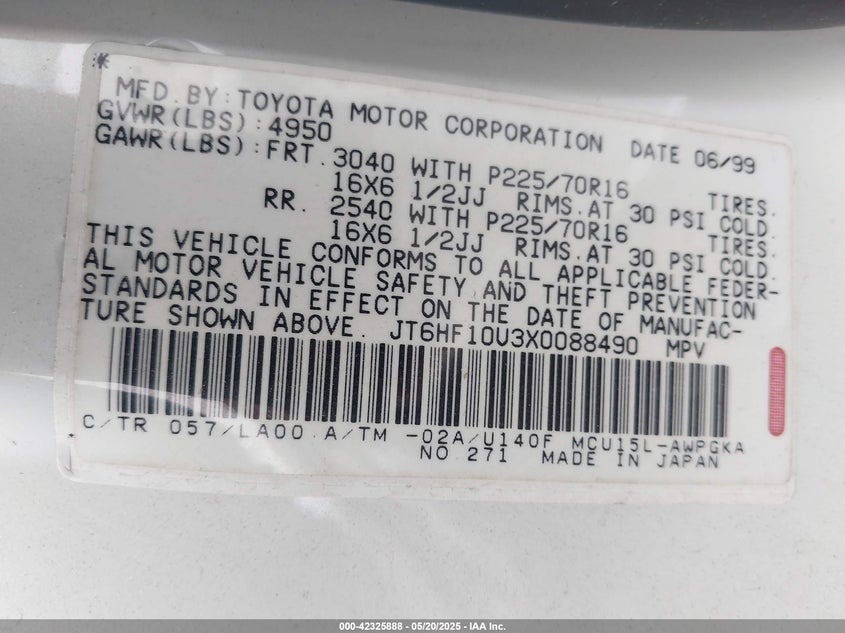 MFD.BY:TOYOTA MOTOR CORPORATION DATE 06/99
GVWR(LBS):4950
GAWR(LBS):FRT.3040 WITH P225/70R16 TIRES.
16X6 1/2JJ RIMS.AT 30 PSI COLD.
RR. 2540 WITH P225/70R16 TIRES.
16X6 1/2JJ RIMS.AT 30 PSI COLD.
THIS VEHICLE CONFORMS TO ALL APPLICABLE FEDER-
AL MOTOR VEHICLE SAFETY AND THEFT PREVENTION
STANDARDS IN EFFECT ON THE DATE OF MANUFAC-
TURE SHOWN ABOVE. JT6HF10U3X0088490 MPV
C/TR 057/LA00 A/TM -02A/U140F MCU15L-AWPGKA
NO.271 MADE IN JAPAN
000-42325888 - 05/20/2025 - IAA Inc.